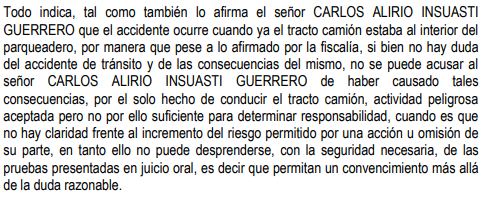 Todo indica, tal como también lo afirma el señor CARLOS ALIRIO INSUASTI
GUERRERO que el accidente ocurre cuando ya el tracto camión estaba al interior del
parqueadero, por manera que pese a lo afirmado por la fiscalía, si bien no hay duda
del accidente de tránsito y de las consecuencias del mismo, no se puede acusar al
señor CARLOS ALIRIO INSUASTI GUERRERO de haber causado tales
consecuencias, por el solo hecho de conducir el tracto camión, actividad peligrosa
aceptada pero no por ello suficiente para determinar responsabilidad, cuando es que
no hay claridad frente al incremento del riesgo permitido por una acción u omisión de
su parte, en tanto ello no puede desprenderse, con la seguridad necesaria, de las
pruebas presentadas en juicio oral, es decir que permitan un convencimiento más allá
de la duda razonable.